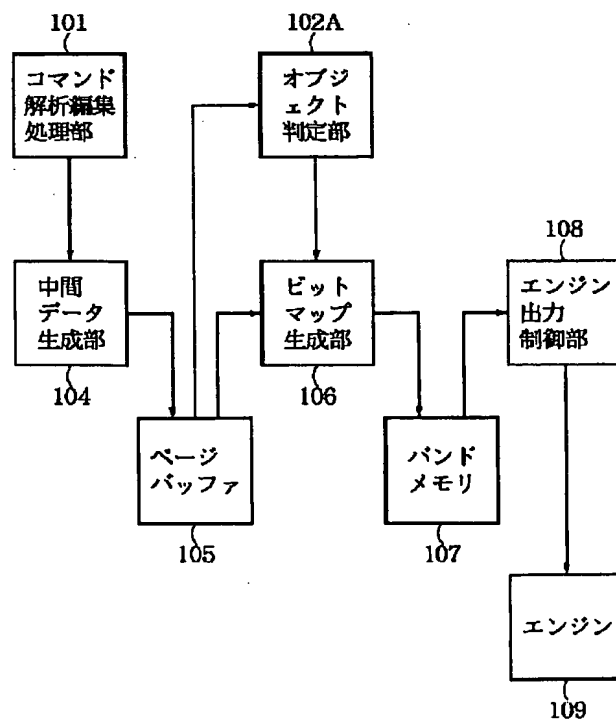 101
コマンド
解析編集
処理部
102A
オブジ
ェクト
判定部
中間
データ
生成部
104
ビット
マップ
生成部
106
108
エンジン
出力
制御部
ページ
バッファ
105
バンド
メモリ
107
エンジン
109